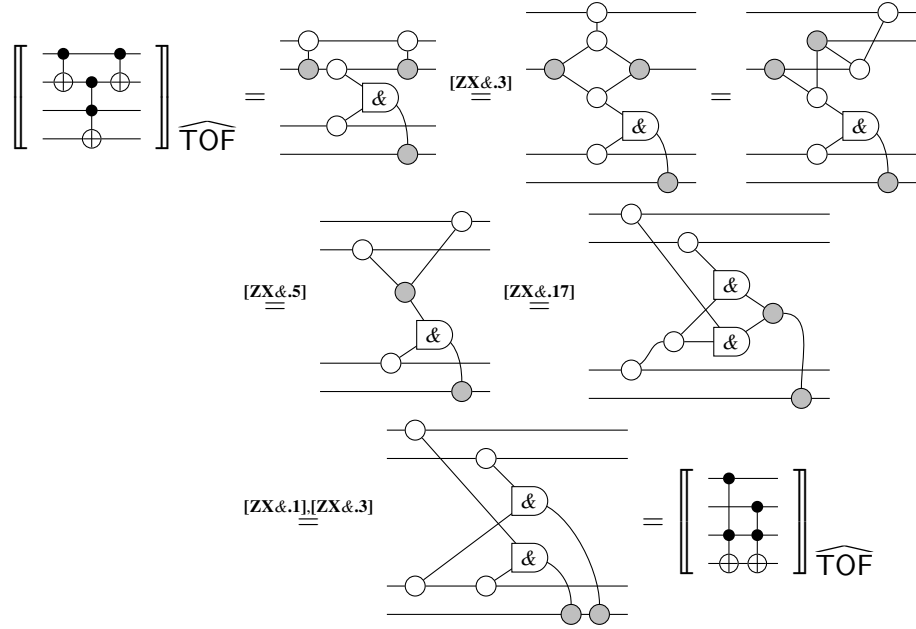 ⟦ ⟧ TOF = & [ZX&.3] = & = &
[ZX&.5] = & [ZX&.17] = & &
[ZX&.1],[ZX&.3] = & & = ⟦ ⟧ TOF